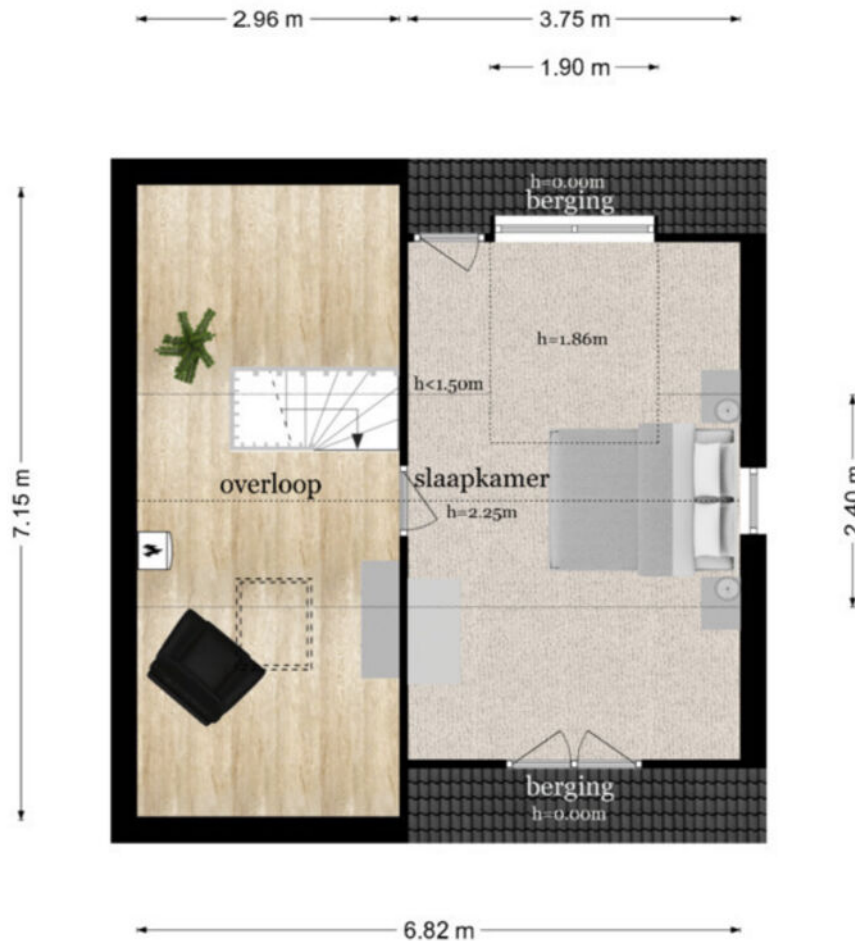 2.96 m
3.75 m
1.90 m
h=0.00m
berging
h=1.86m
h<1.50m
overloop
slaapkamer
h=2.25m
7.15 m
2.40 m
berging
h=0.00m
6.82 m